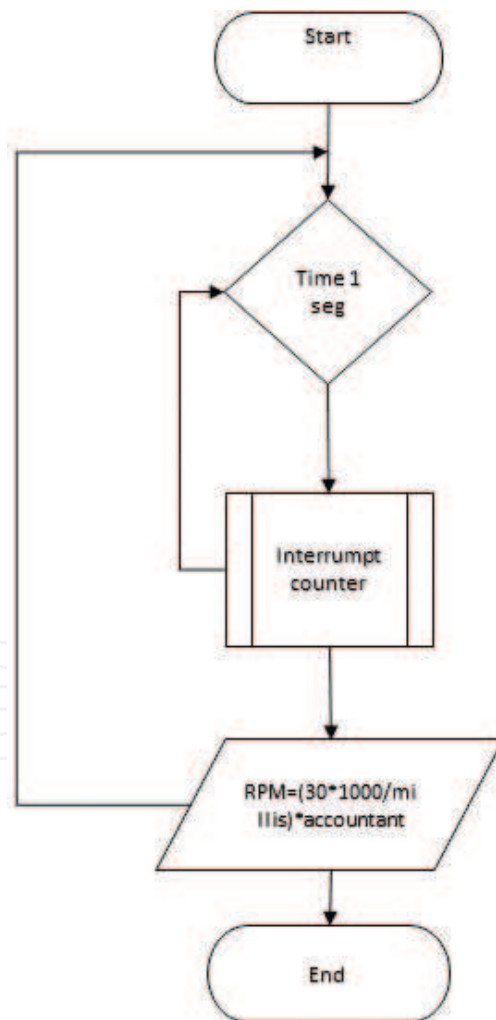 Start
Time 1
seg
Interrumpt
counter
RPM=(30*1000/mi
llis)*accountant
End